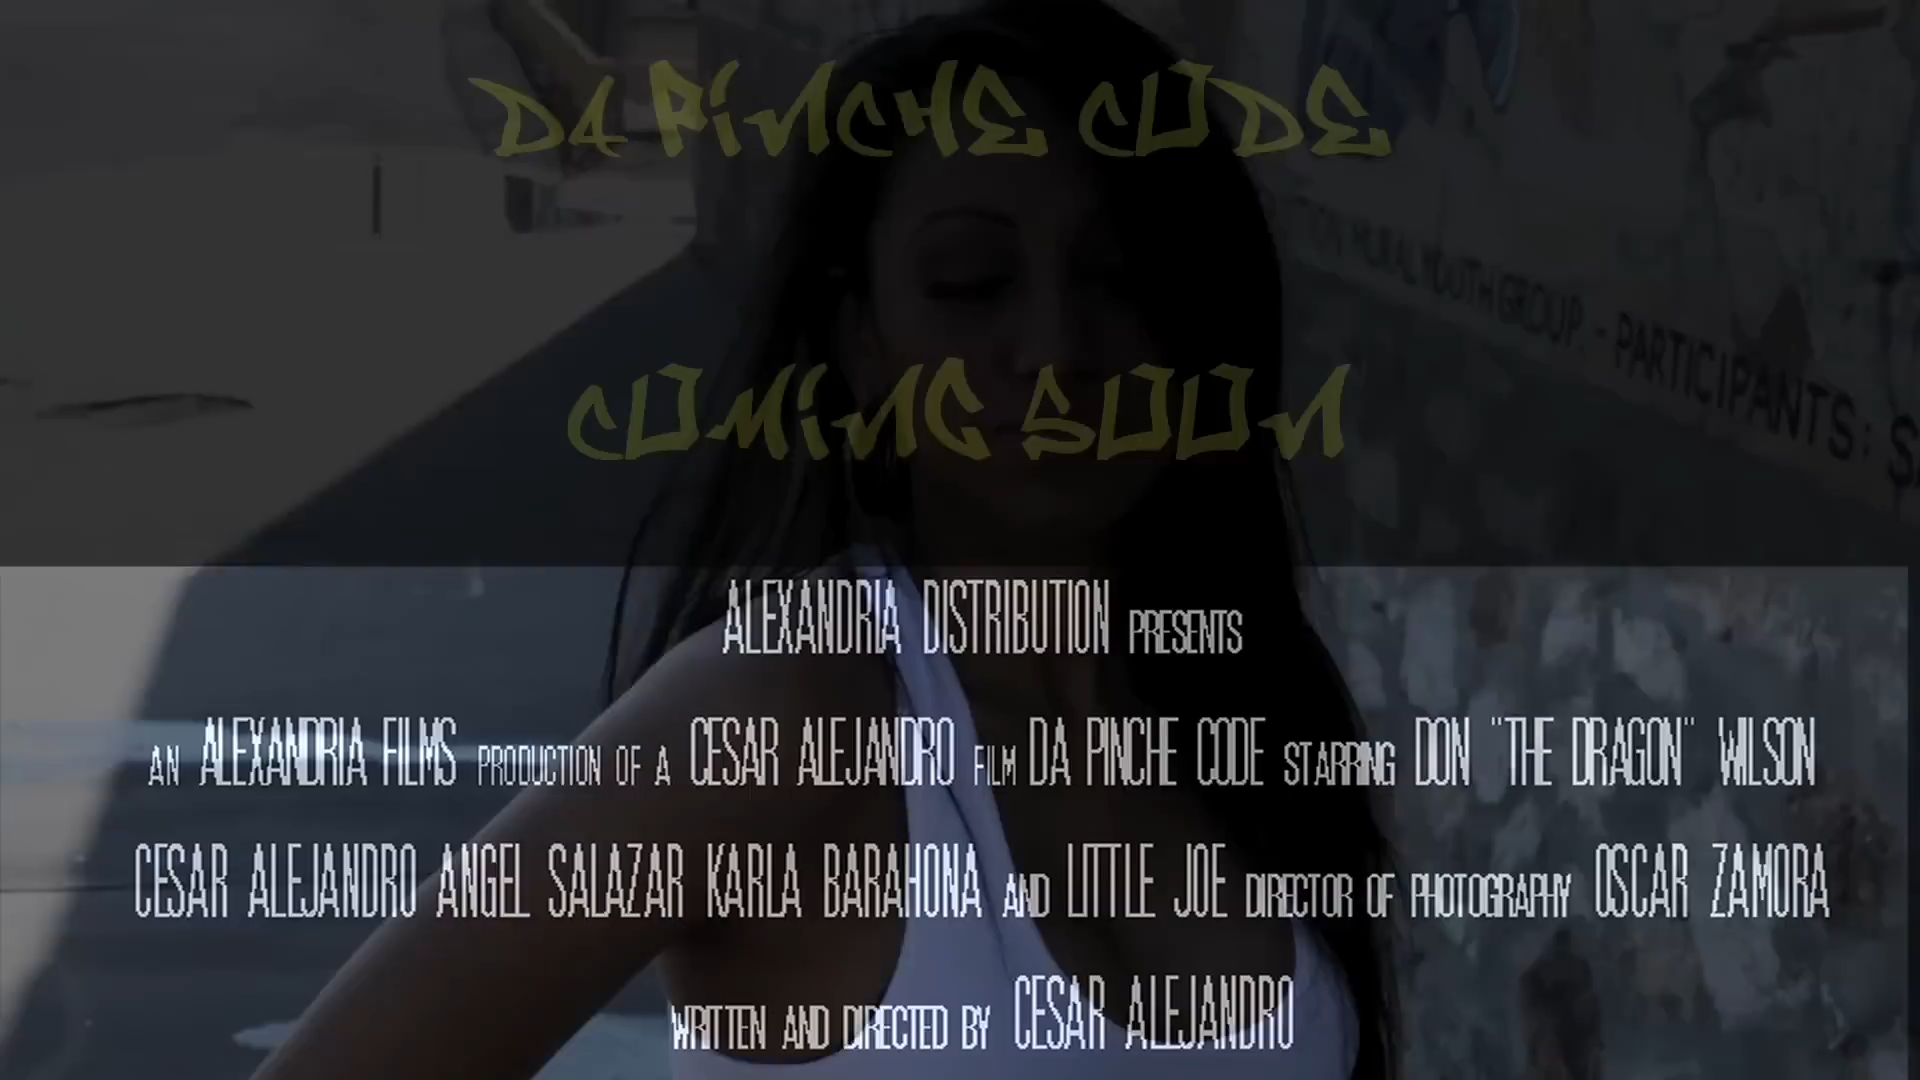 DA PINCHE CODE
COMING SOON
TION MURAL YOUTH GROUP - PARTICIPANTS: S
ALEXANDRIA DISTRIBUTION PRESENTS
AN ALEXANDRIA FILMS PRODUCTION OF A CESAR ALEJANDRO FILM DA PINCHE CODE STARRING DON "THE DRAGON" WILSON
CESAR ALEJANDRO ANGEL SALAZAR KARLA BARAHONA AND LITTLE JOE DIRECTOR OF PHOTOGRAPHY OSCAR ZAMORA
WRITTEN AND DIRECTED BY CESAR ALEJANDRO